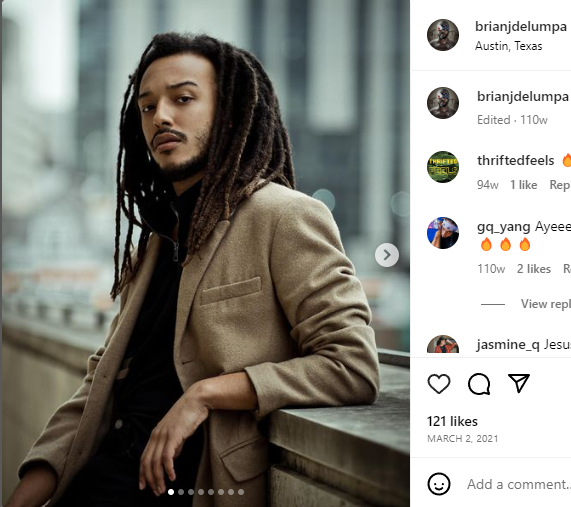 brianjdelumpa
Austin, Texas
brianjdelumpa
Edited · 110w
thriftedfeels 🔥
94w 1 like Rep
gq_yang Ayeee
🔥 🔥 🔥
110w 2 likes R
View repl
jasmine_q Jesus
121 likes
MARCH 2, 2021
Add a comment..